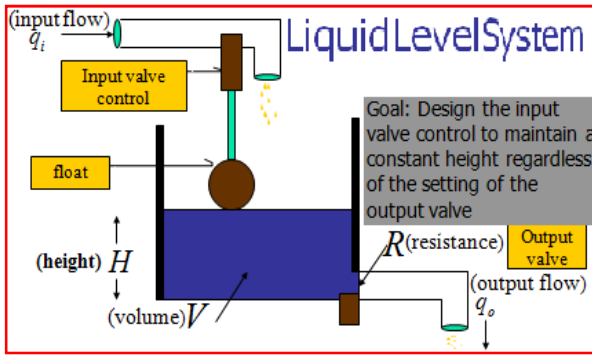 (input flow)
q_i
Liquid Level System
Input valve
control
Goal: Design the input
valve control to maintain a
constant height regardless
of the setting of the
output valve
float
(height) H
R(resistance)
Output
valve
(output flow)
q_o
(volume) V